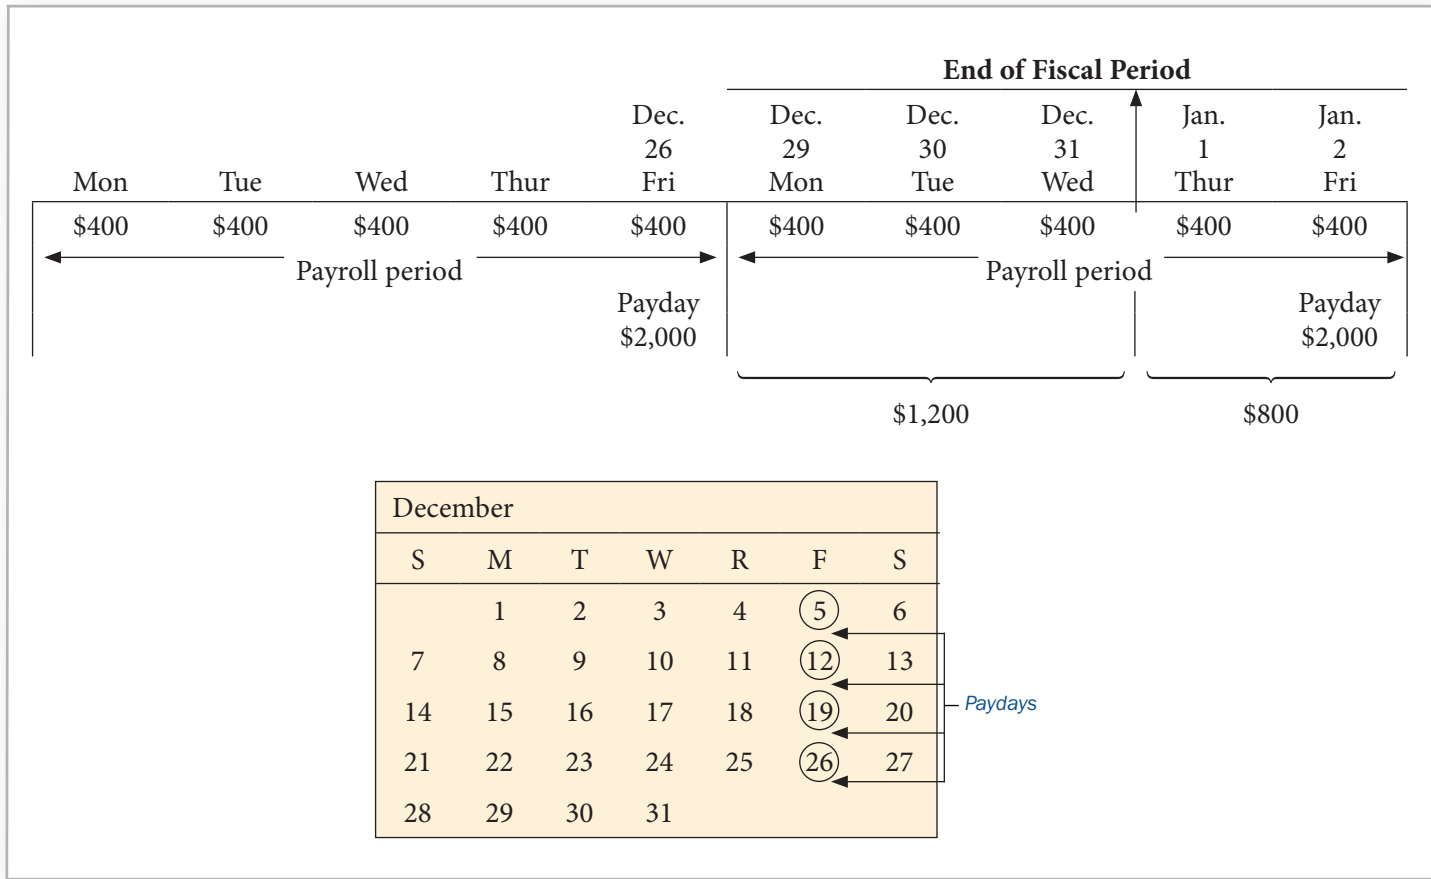 End of Fiscal Period
Dec. Dec. Dec. Dec. Jan. Jan.
26 29 30 31 1 2
Mon Tue Wed Thur Fri Mon Tue Wed Thur Fri
$400 $400 $400 $400 $400 $400 $400 $400 $400 $400
Payroll period Payroll period
Payday Payday
$2,000 $2,000
$1,200 $800
December
S M T W R F S
1 2 3 4 5 6
7 8 9 10 11 12 13
14 15 16 17 18 19 20
Paydays
21 22 23 24 25 26 27
28 29 30 31